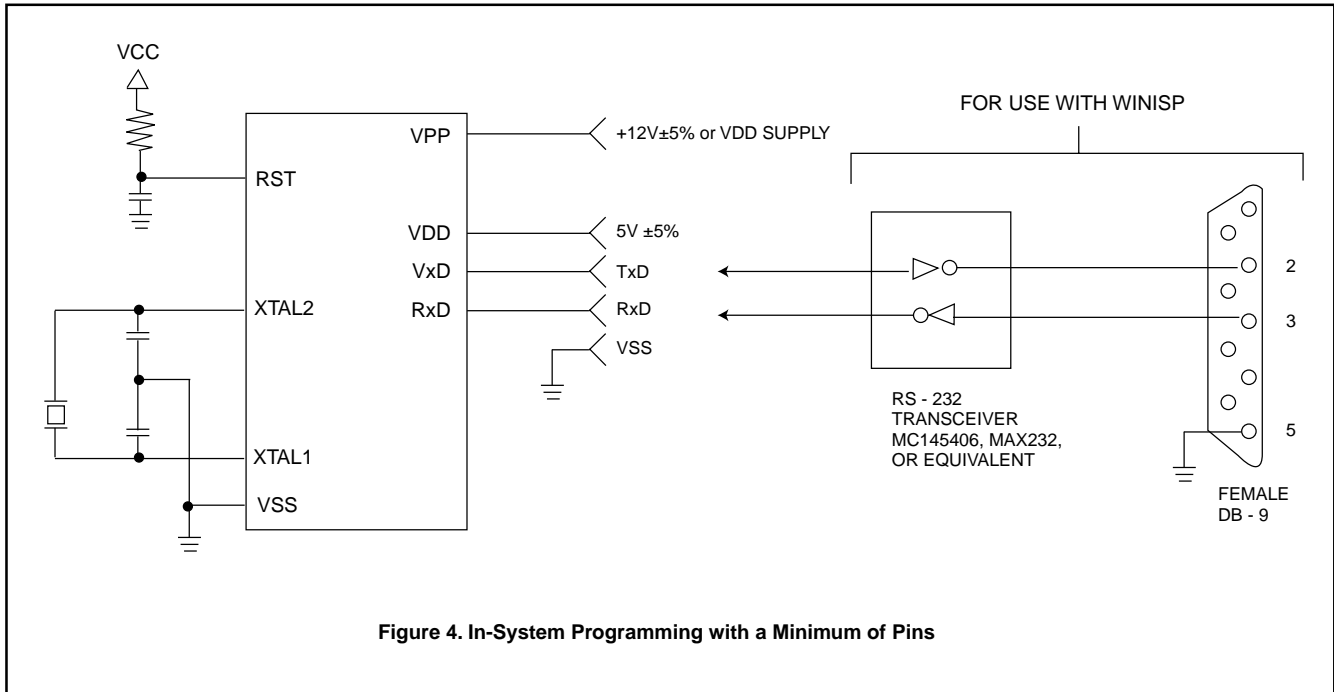 VCC
RST
XTAL2
XTAL1
VSS
VPP
VDD
VxD
RxD
+12V±5% or VDD SUPPLY
5V ±5%
TxD
RxD
VSS
FOR USE WITH WINISP
RS - 232
TRANSCEIVER
MC145406, MAX232,
OR EQUIVALENT
2
3
5
FEMALE
DB - 9
Figure 4. In-System Programming with a Minimum of Pins